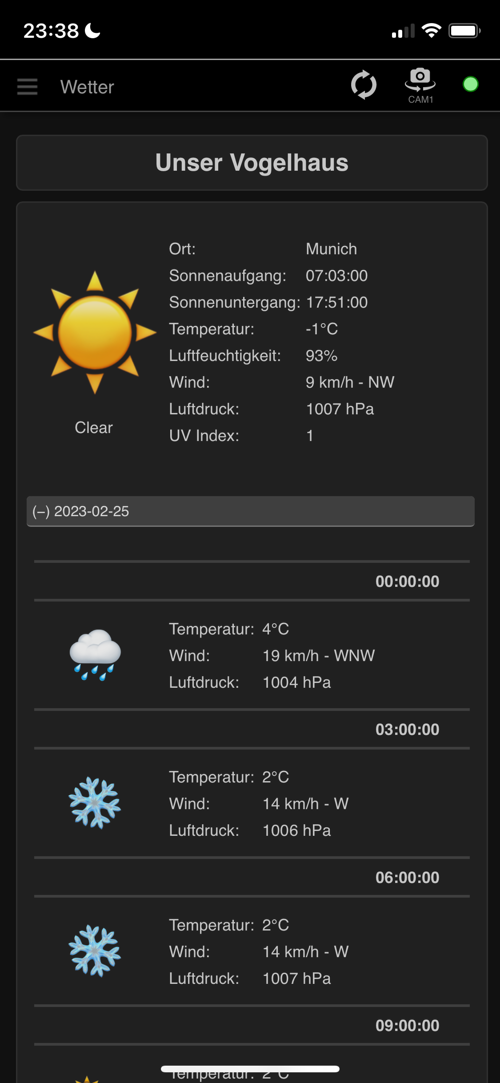 23:38
Wetter
CAM1
Unser Vogelhaus
Ort: Munich
Sonnenaufgang: 07:03:00
Sonnenuntergang: 17:51:00
Temperatur: -1°C
Luftfeuchtigkeit: 93%
Wind: 9 km/h - NW
Luftdruck: 1007 hPa
UV Index: 1
Clear
(−) 2023-02-25
00:00:00
Temperatur: 4°C
Wind: 19 km/h - WNW
Luftdruck: 1004 hPa
03:00:00
Temperatur: 2°C
Wind: 14 km/h - W
Luftdruck: 1006 hPa
06:00:00
Temperatur: 2°C
Wind: 14 km/h - W
Luftdruck: 1007 hPa
09:00:00
Temperatur: 2°C